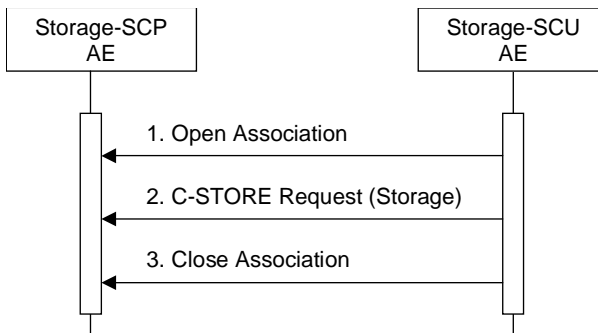 Storage-SCP
AE
Storage-SCU
AE
1. Open Association
2. C-STORE Request (Storage)
3. Close Association